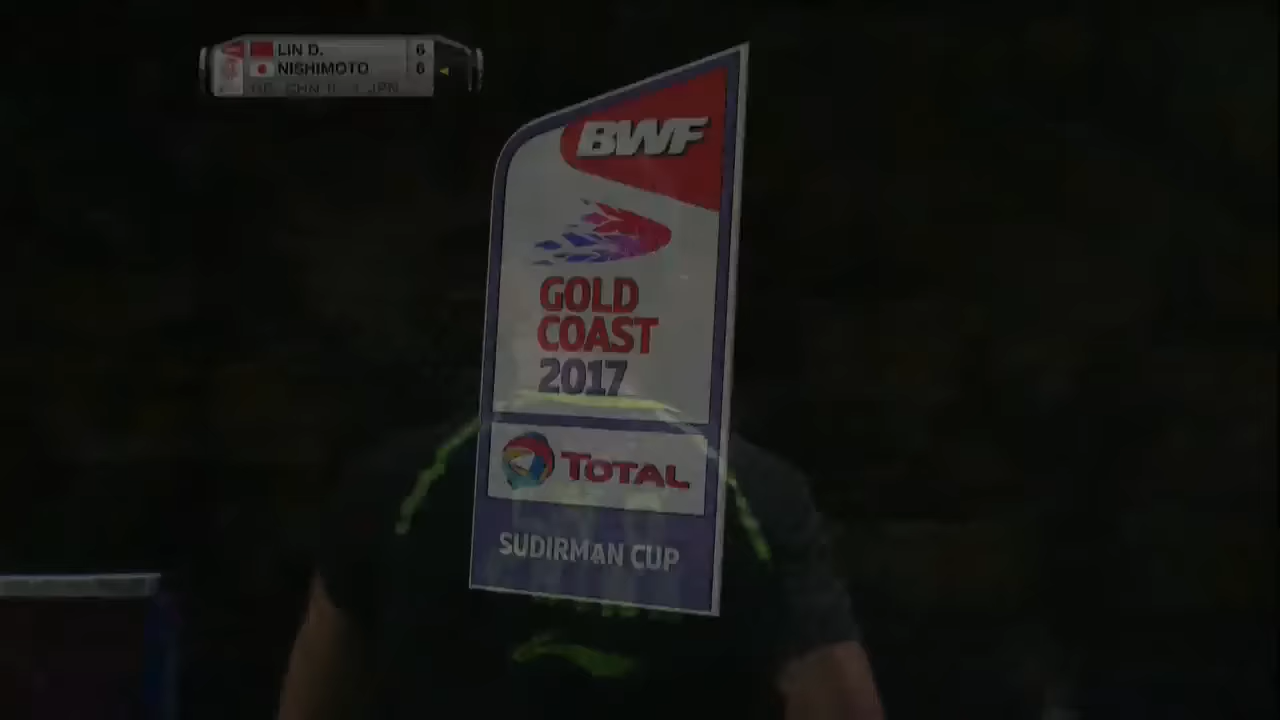 LIN D. 6
NISHIMOTO 6
BWF
GOLD
COAST
2017
TOTAL
SUDIRMAN CUP